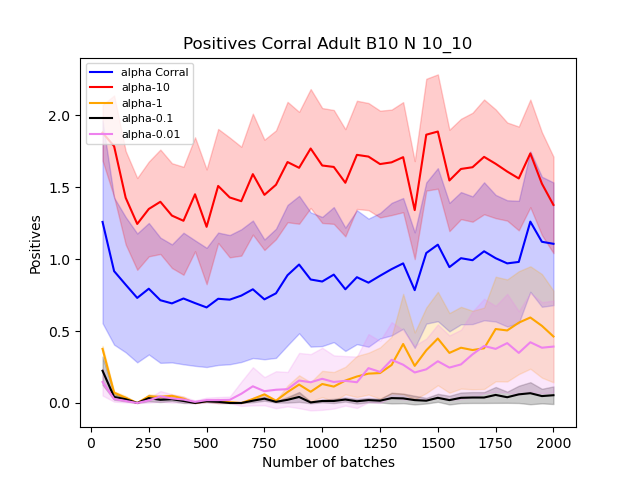 Positives Corral Adult B10 N 10_10
alpha Corral
alpha-10
alpha-1
alpha-0.1
alpha-0.01
Positives
2.0
1.5
1.0
0.5
0.0
0
250
500
750
1000
1250
1500
1750
2000
Number of batches